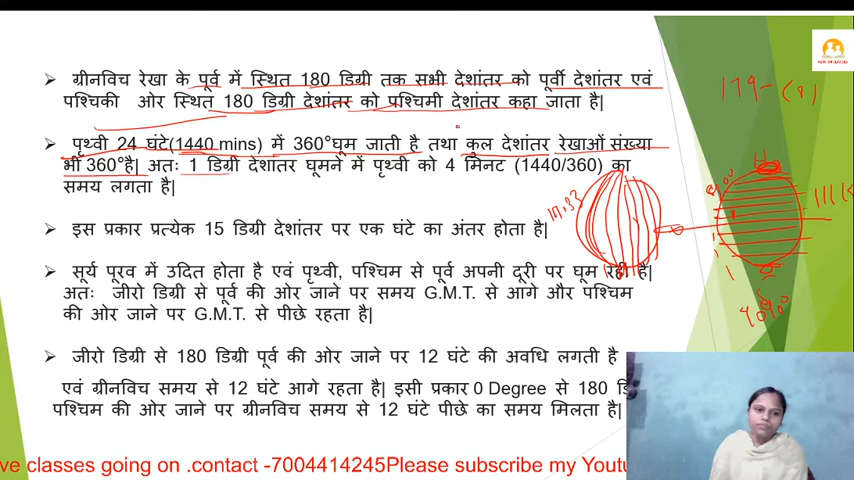 ➢ ग्रीनविच रेखा के पूर्व में स्थित 180 डिग्री तक सभी देशांतर को पूर्वी देशांतर एवं
पश्चिकी ओर स्थित 180 डिग्री देशांतर को पश्चिमी देशांतर कहा जाता है|
➢ पृथ्वी 24 घंटे(1440 mins) में 360°घूम जाती है तथा कुल देशांतर रेखाओं संख्या
भी 360°है| अतः 1 डिग्री देशांतर घूमने में पृथ्वी को 4 मिनट (1440/360) का
समय लगता है|
➢ इस प्रकार प्रत्येक 15 डिग्री देशांतर पर एक घंटे का अंतर होता है|
➢ सूर्य पूरव में उदित होता है एवं पृथ्वी, पश्चिम से पूर्व अपनी दूरी पर घूम रही है|
अतः जीरो डिग्री से पूर्व की ओर जाने पर समय G.M.T. से आगे और पश्चिम
की ओर जाने पर G.M.T. से पीछे रहता है|
➢ जीरो डिग्री से 180 डिग्री पूर्व की ओर जाने पर 12 घंटे की अवधि लगती है
एवं ग्रीनविच समय से 12 घंटे आगे रहता है| इसी प्रकार 0 Degree से 180
पश्चिम की ओर जाने पर ग्रीनविच समय से 12 घंटे पीछे का समय मिलता है|
ve classes going on .contact -7004414245Please subscribe my Youtu